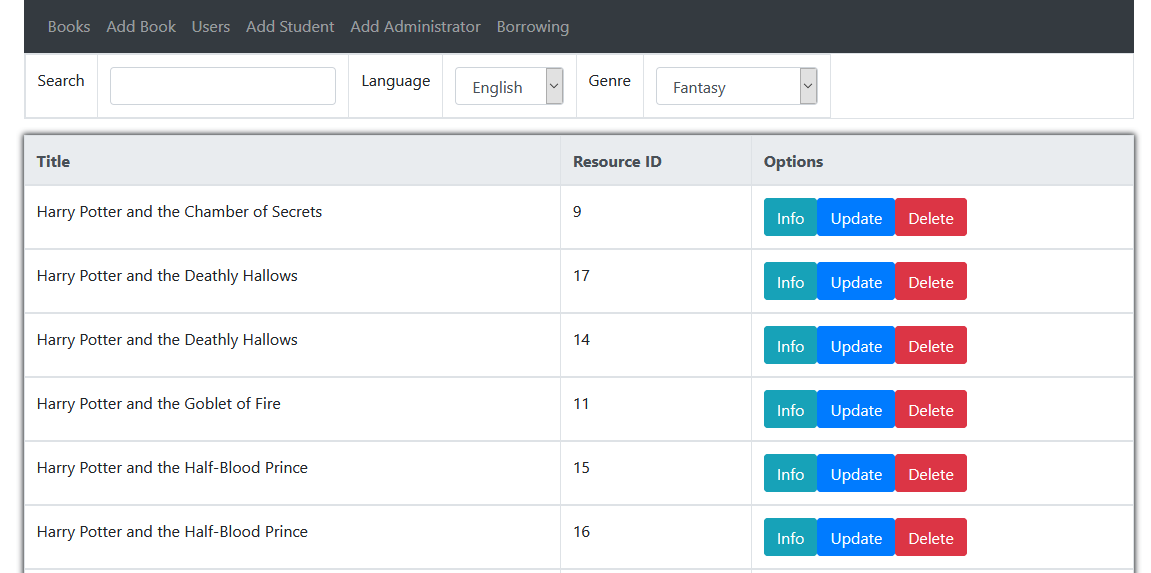 Books Add Book Users Add Student Add Administrator Borrowing
Search Language English Genre Fantasy
Title Resource ID Options
Harry Potter and the Chamber of Secrets 9 Info Update Delete
Harry Potter and the Deathly Hallows 17 Info Update Delete
Harry Potter and the Deathly Hallows 14 Info Update Delete
Harry Potter and the Goblet of Fire 11 Info Update Delete
Harry Potter and the Half-Blood Prince 15 Info Update Delete
Harry Potter and the Half-Blood Prince 16 Info Update Delete